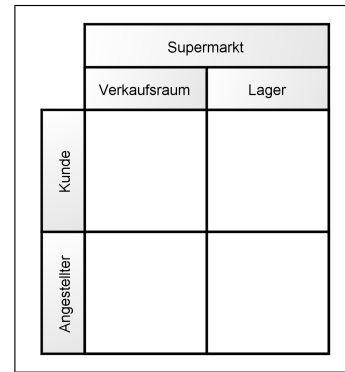 Supermarkt
Verkaufsraum
Lager
Kunde
Angestellter